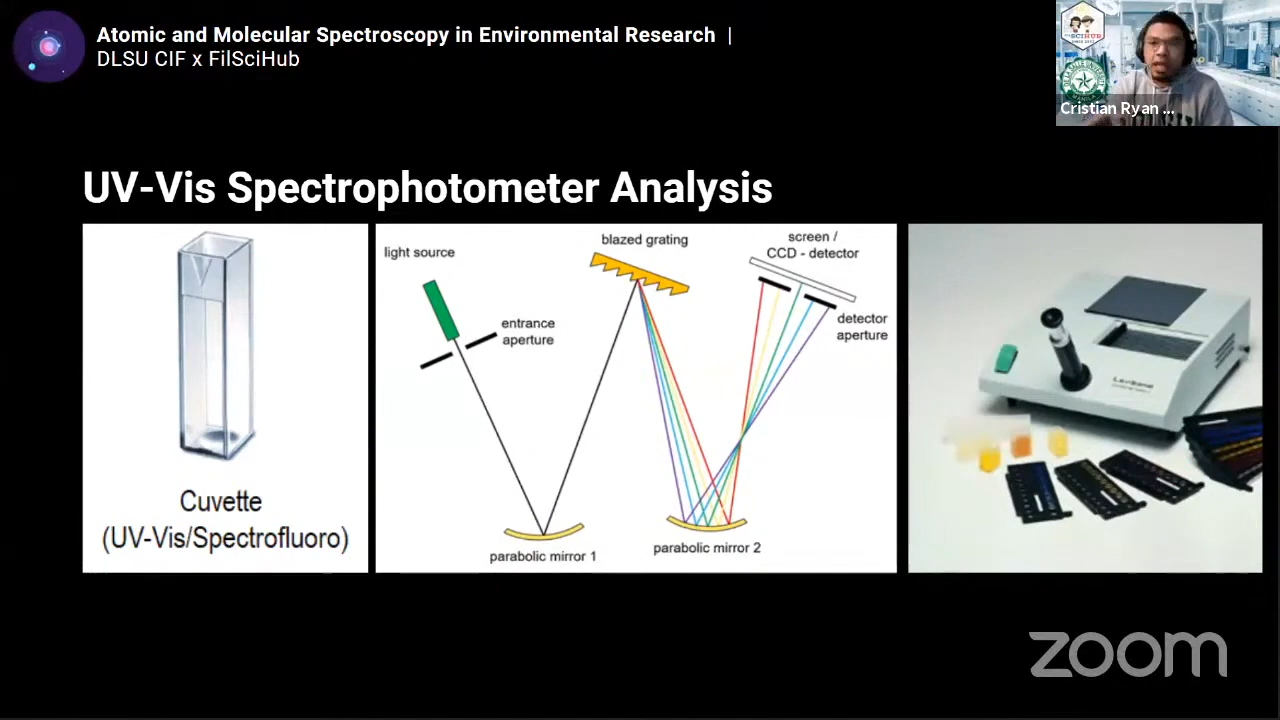 Atomic and Molecular Spectroscopy in Environmental Research |
DLSU CIF x FilSciHub
Cristian Ryan ...
UV-Vis Spectrophotometer Analysis
Cuvette
(UV-Vis/Spectrofluoro)
light source
entrance
aperture
blazed grating
screen /
CCD - detector
detector
aperture
parabolic mirror 1
parabolic mirror 2
zoom